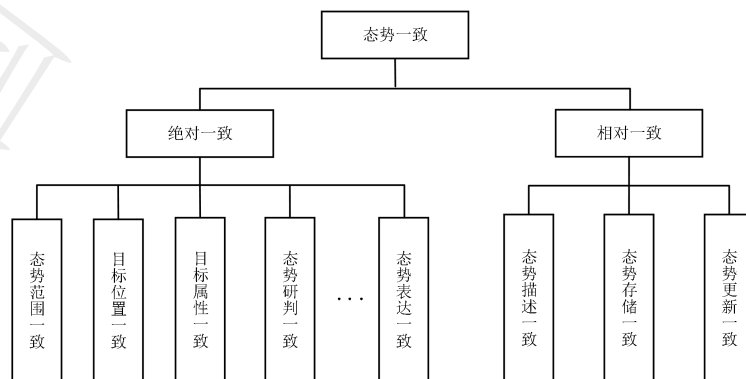 态势一致
绝对一致
相对一致
态势范围一致
目标位置一致
目标属性一致
态势研判一致
...
态势表达一致
态势描述一致
态势存储一致
态势更新一致